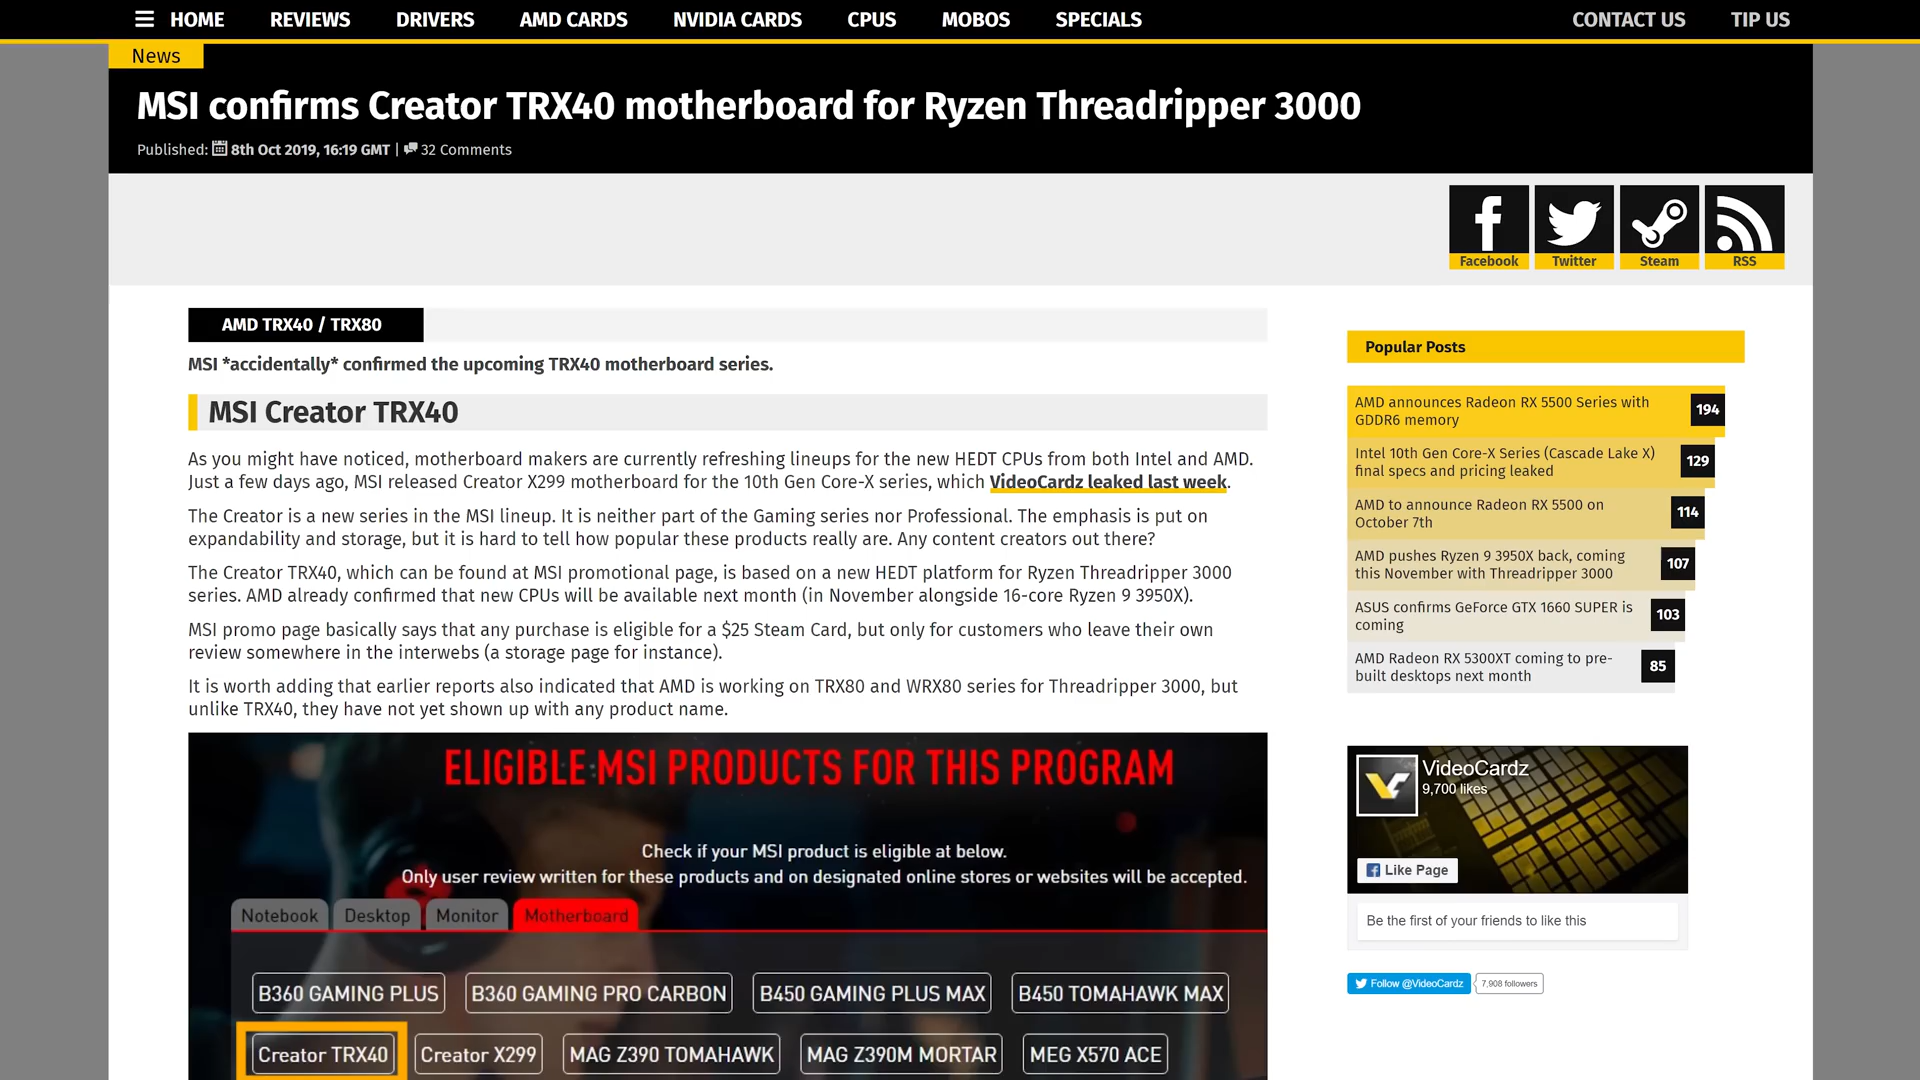 HOME REVIEWS DRIVERS AMD CARDS NVIDIA CARDS CPUS MOBOS SPECIALS CONTACT US TIP US
News
MSI confirms Creator TRX40 motherboard for Ryzen Threadripper 3000
Published: 8th Oct 2019, 16:19 GMT | 32 Comments
Facebook Twitter Steam RSS
AMD TRX40 / TRX80
MSI *accidentally* confirmed the upcoming TRX40 motherboard series.
MSI Creator TRX40
As you might have noticed, motherboard makers are currently refreshing lineups for the new HEDT CPUs from both Intel and AMD.
Just a few days ago, MSI released Creator X299 motherboard for the 10th Gen Core-X series, which VideoCardz leaked last week.
The Creator is a new series in the MSI lineup. It is neither part of the Gaming series nor Professional. The emphasis is put on
expandability and storage, but it is hard to tell how popular these products really are. Any content creators out there?
The Creator TRX40, which can be found at MSI promotional page, is based on a new HEDT platform for Ryzen Threadripper 3000
series. AMD already confirmed that new CPUs will be available next month (in November alongside 16-core Ryzen 9 3950X).
MSI promo page basically says that any purchase is eligible for a $25 Steam Card, but only for customers who leave their own
review somewhere in the interwebs (a storage page for instance).
It is worth adding that earlier reports also indicated that AMD is working on TRX80 and WRX80 series for Threadripper 3000, but
unlike TRX40, they have not yet shown up with any product name.
ELIGIBLE MSI PRODUCTS FOR THIS PROGRAM
Check if your MSI product is eligible at below.
Only user review written for these products and on designated online stores or websites will be accepted.
Notebook Desktop Monitor Motherboard
B360 GAMING PLUS B360 GAMING PRO CARBON B450 GAMING PLUS MAX B450 TOMAHAWK MAX
Creator TRX40 Creator X299 MAG Z390 TOMAHAWK MAG Z390M MORTAR MEG X570 ACE
Popular Posts
AMD announces Radeon RX 5500 Series with
GDDR6 memory
194
Intel 10th Gen Core-X Series (Cascade Lake X)
final specs and pricing leaked
129
AMD to announce Radeon RX 5500 on
October 7th
114
AMD pushes Ryzen 9 3950X back, coming
this November with Threadripper 3000
107
ASUS confirms GeForce GTX 1660 SUPER is
coming
103
AMD Radeon RX 5300XT coming to pre-
built desktops next month
85
VideoCardz
9,700 likes
Like Page
Be the first of your friends to like this
Follow @VideoCardz 7,908 followers